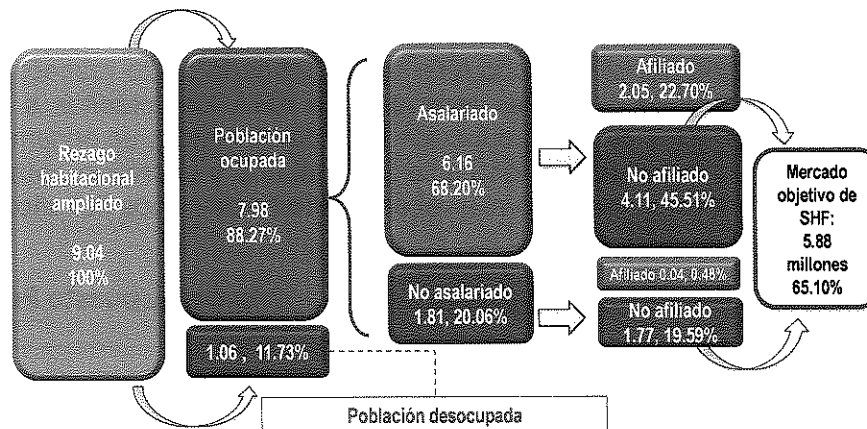 Rezago
habitacional
ampliado
9.04
100%
Población
ocupada
7.98
88.27%
1.06 , 11.73%
Asalariado
6.16
68.20%
No asalariado
1.81, 20.06%
Afiliado
2.05, 22.70%
No afiliado
4.11, 45.51%
Afiliado 0.04, 0.48%
No afiliado
1.77, 19.59%
Mercado
objetivo de
SHF:
5.88
millones
65.10%
Población desocupada